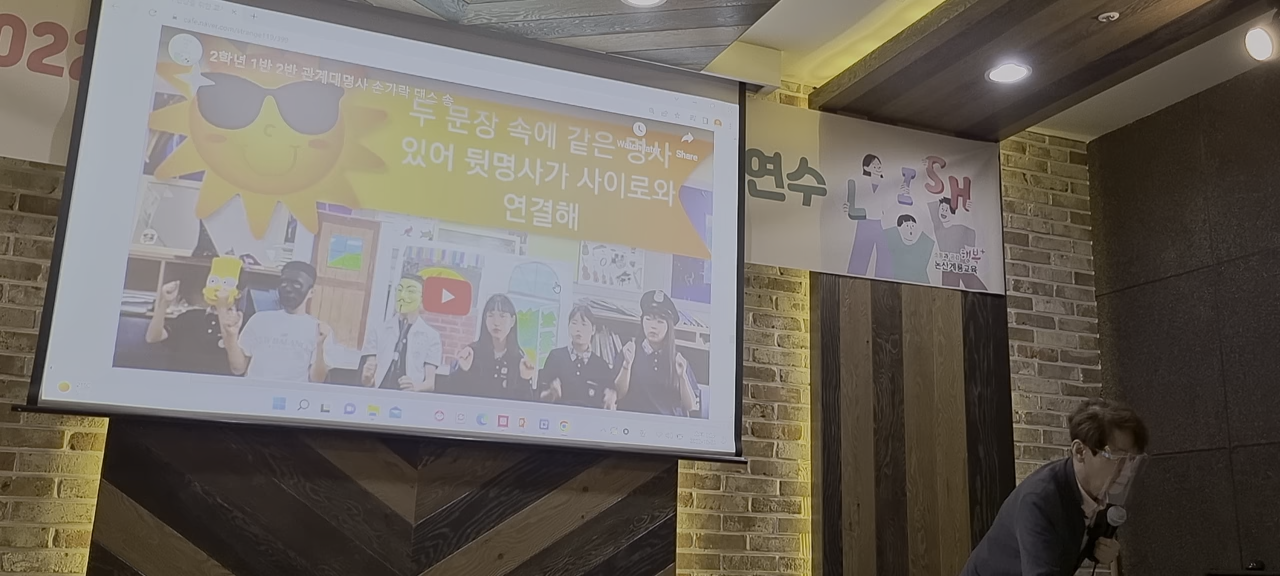 2022
2학년 1반 2반 관계대명사 손가락 댄스 속
두 문장 속에 같은 명사
있어 뒷명사가 사이로와
연결해
Share
연수
LISH
논산계룡교육